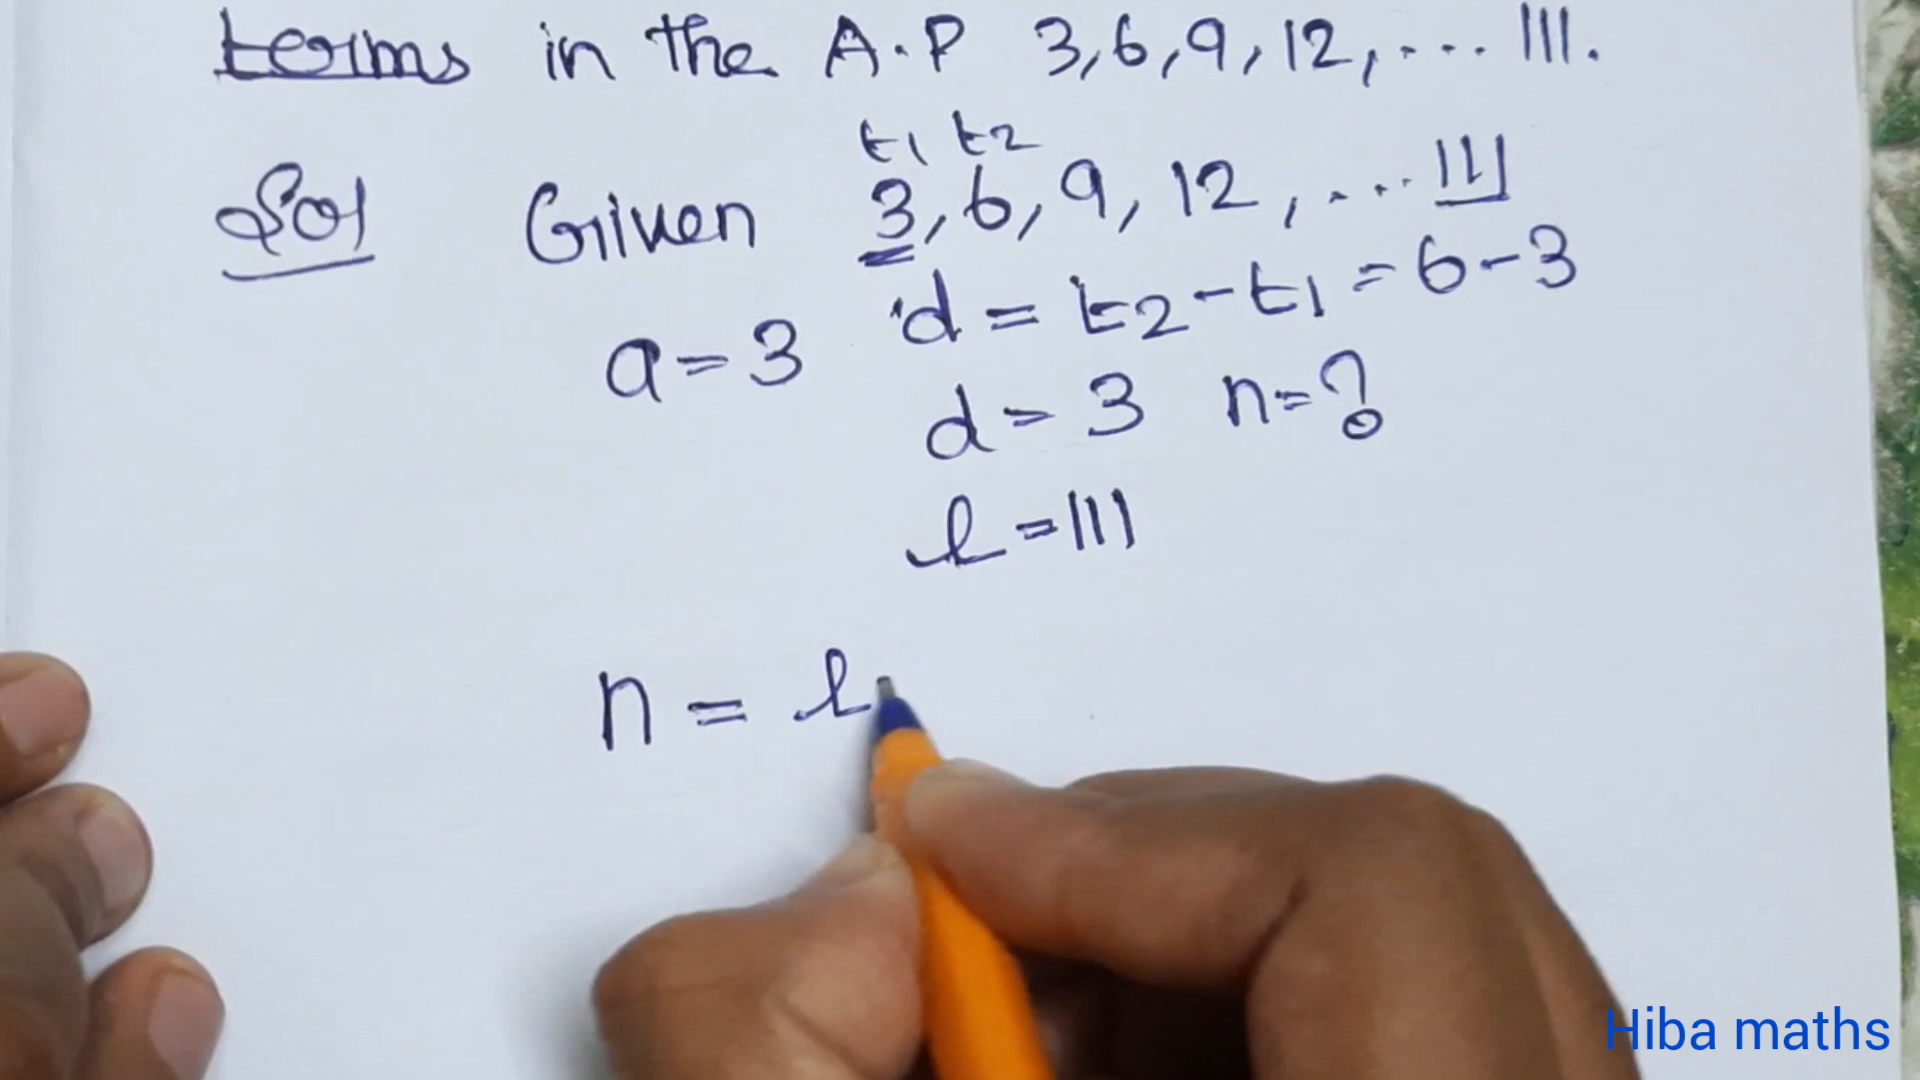 terms in the A.P 3,6,9,12,.... 111.
t1 t2
Sol Given 3,6,9,12,....111
a=3 d = t2-t1=6-3
d = 3 n=?
l =111
n = l
Hiba maths